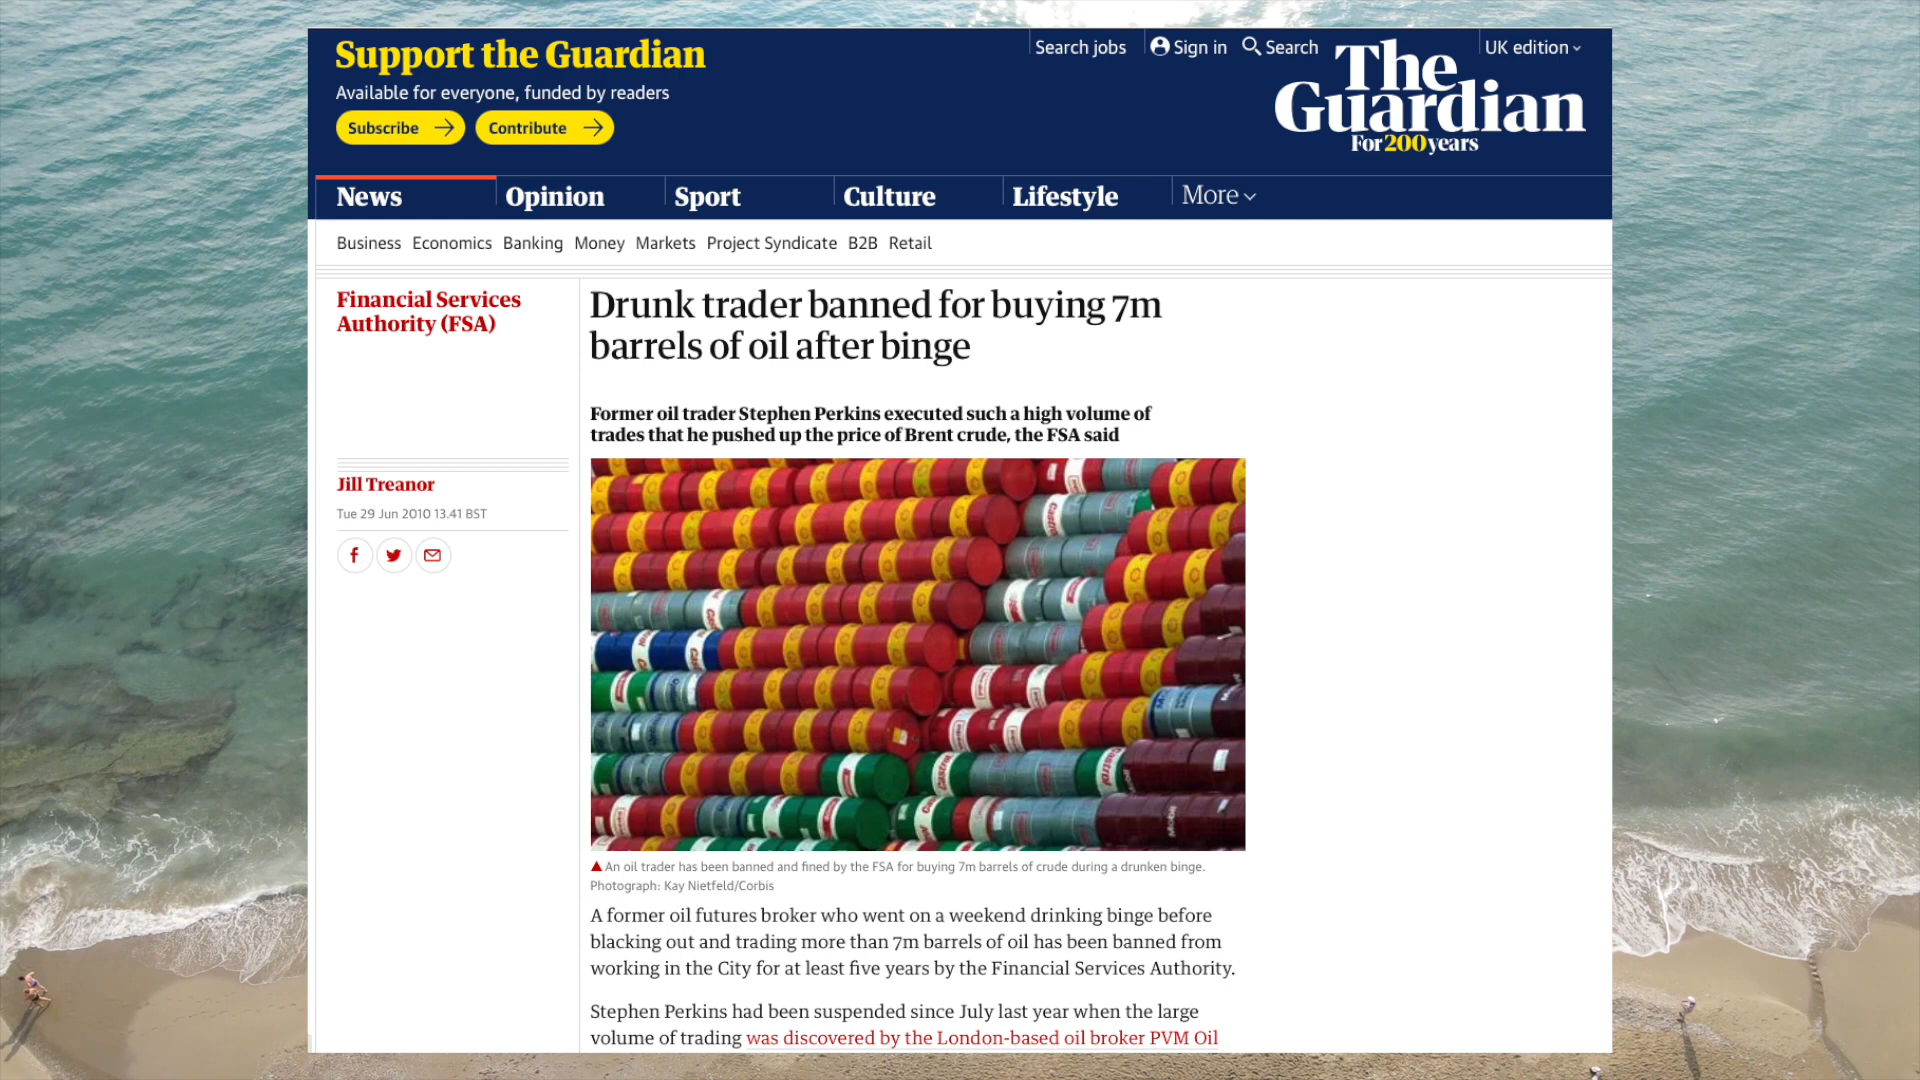 Support the Guardian
Available for everyone, funded by readers
Subscribe
Contribute
Search jobs
Sign in
Search
UK edition
The
Guardian
For 200 years
News
Opinion
Sport
Culture
Lifestyle
More
Business Economics Banking Money Markets Project Syndicate B2B Retail
Financial Services
Authority (FSA)
Drunk trader banned for buying 7m
barrels of oil after binge
Former oil trader Stephen Perkins executed such a high volume of
trades that he pushed up the price of Brent crude, the FSA said
Jill Treanor
Tue 29 Jun 2010 13.41 BST
Castrol
Castrol
Castrol
Mobil
An oil trader has been banned and fined by the FSA for buying 7m barrels of crude during a drunken binge.
Photograph: Kay Nietfeld/Corbis
A former oil futures broker who went on a weekend drinking binge before
blacking out and trading more than 7m barrels of oil has been banned from
working in the City for at least five years by the Financial Services Authority.
Stephen Perkins had been suspended since July last year when the large
volume of trading was discovered by the London-based oil broker PVM Oil